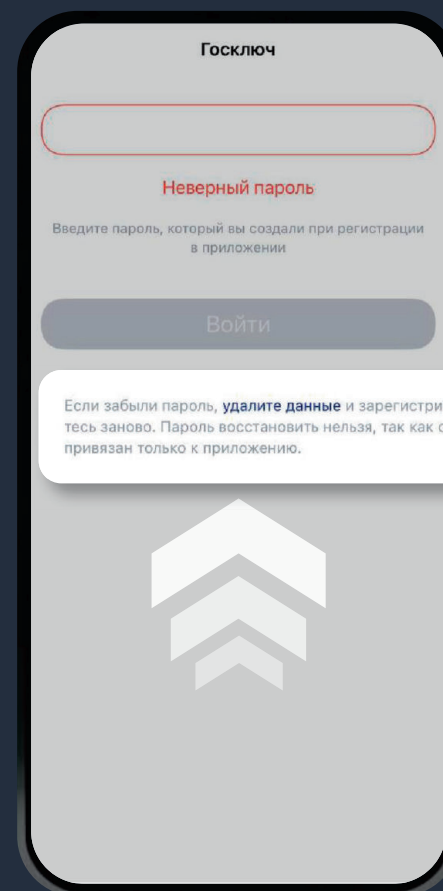 Госключ
Неверный пароль
Введите пароль, который вы создали при регистрации
в приложении
Войти
Если забыли пароль, удалите данные и зарегистри
тесь заново. Пароль восстановить нельзя, так как о
привязан только к приложению.